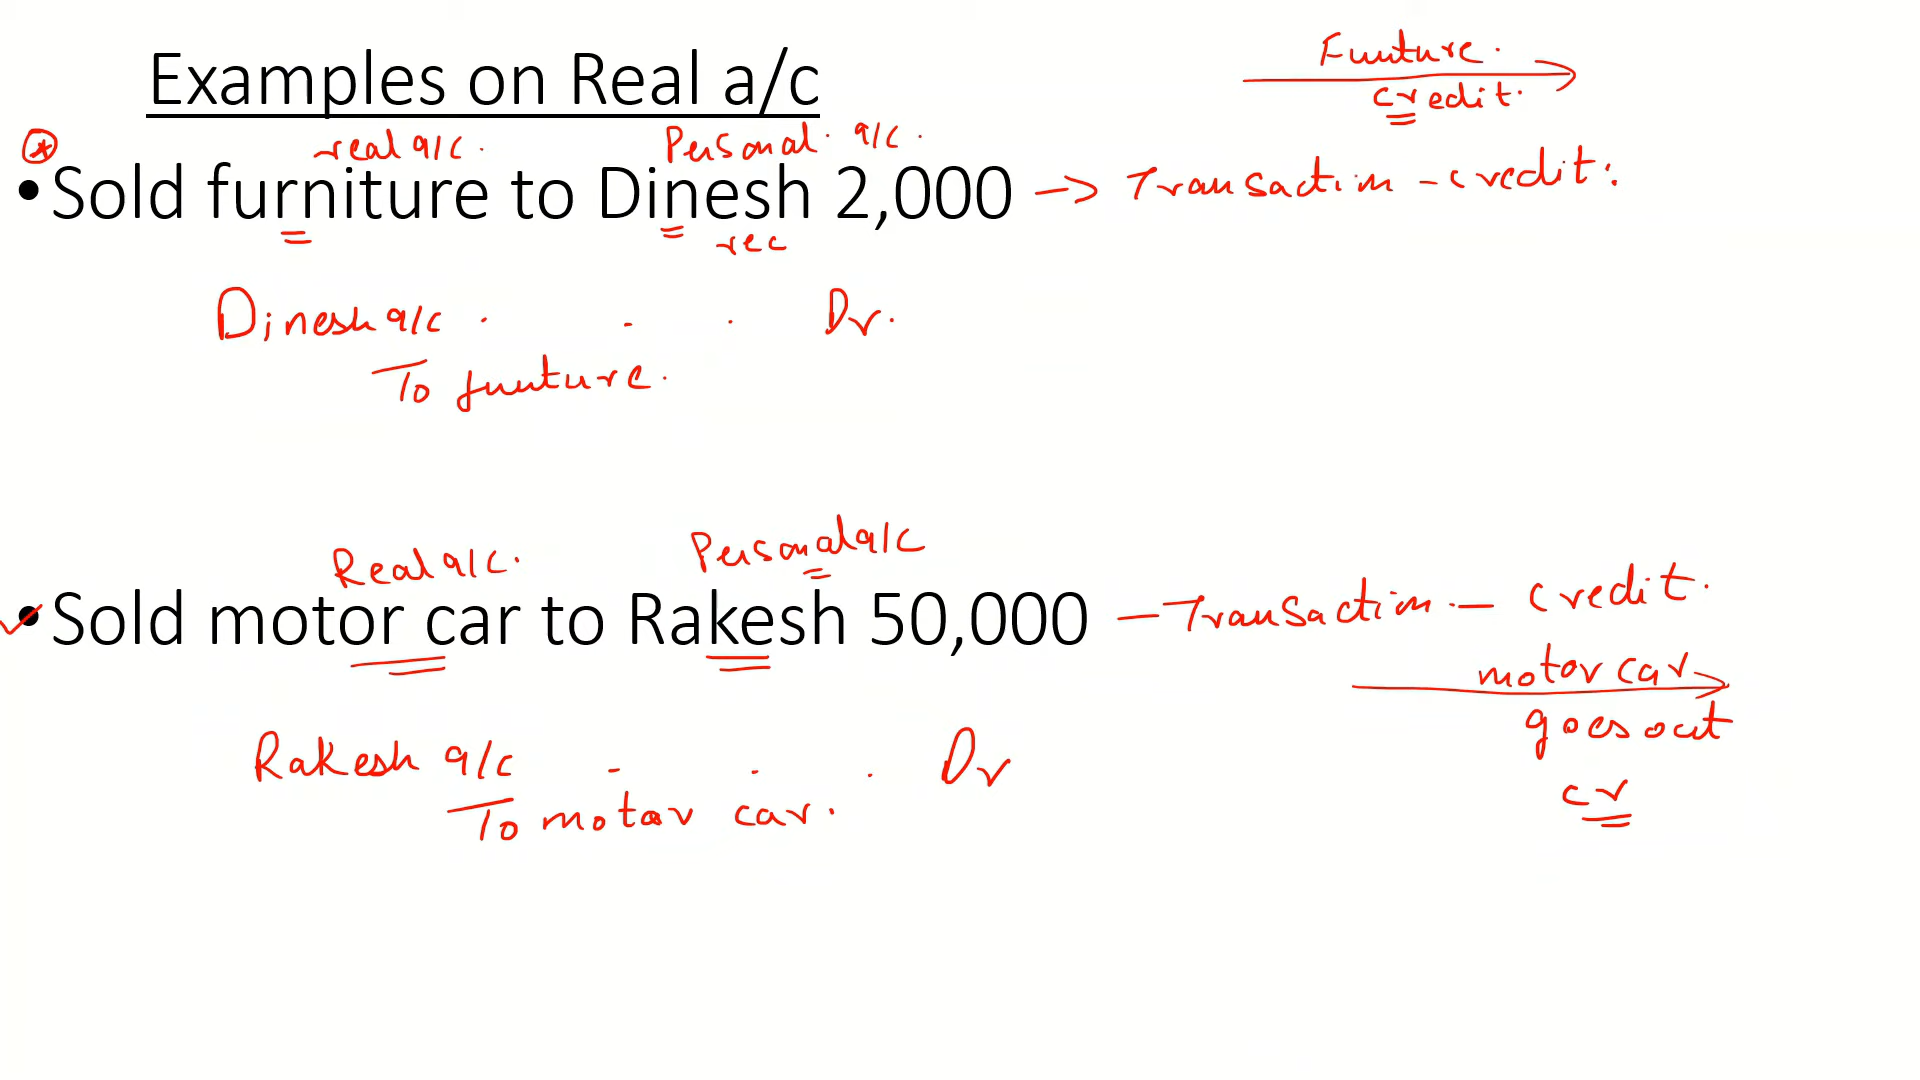 Examples on Real a/c
Fuuture.
credit.
real a/c.
Personal. a/c.
•Sold furniture to Dinesh 2,000 → Transaction - credit.
rec
Dinesh a/c . - . Dr.
To fuuture.
Real a/c.
Personal a/c
•Sold motor car to Rakesh 50,000 – Transaction. – credit.
motor car
goes out
cr
Rakesh a/c - . . Dr
To motor car.